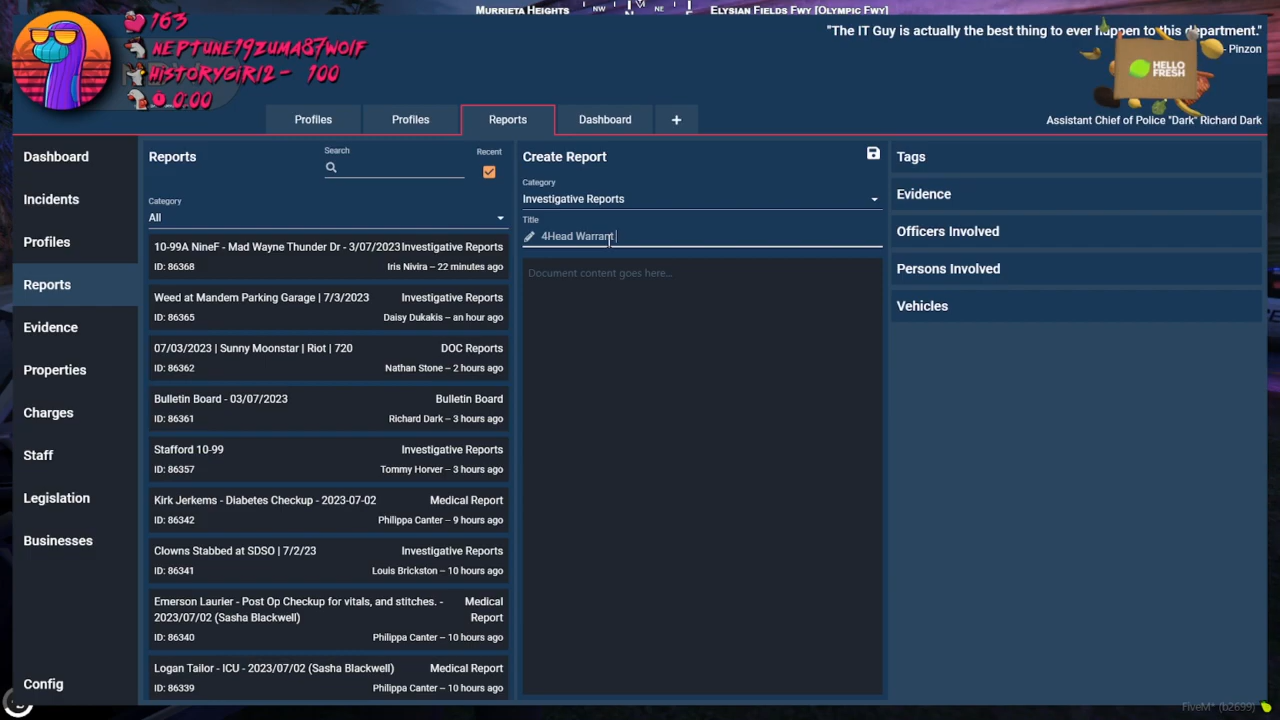 Murrieta Heights
NW
N
NE
Elysian Fields Fwy [Olympic Fwy]
163
NEPTUNE19ZUMA87WOLF
HISTORYGIRL2 - 100
0:00
"The IT Guy is actually the best thing to ever happen to this department."
- Pinzon
HELLO
FRESH
Assistant Chief of Police "Dark" Richard Dark
Profiles
Profiles
Reports
Dashboard
+
Dashboard
Incidents
Profiles
Reports
Evidence
Properties
Charges
Staff
Legislation
Businesses
Config
Reports
Search
Recent
Category
All
10-99A NineF - Mad Wayne Thunder Dr - 3/07/2023 Investigative Reports
ID: 86368 Iris Nivira – 22 minutes ago
Weed at Mandem Parking Garage | 7/3/2023 Investigative Reports
ID: 86365 Daisy Dukakis – an hour ago
07/03/2023 | Sunny Moonstar | Riot | 720 DOC Reports
ID: 86362 Nathan Stone – 2 hours ago
Bulletin Board - 03/07/2023 Bulletin Board
ID: 86361 Richard Dark – 3 hours ago
Stafford 10-99 Investigative Reports
ID: 86357 Tommy Horver – 3 hours ago
Kirk Jerkems - Diabetes Checkup - 2023-07-02 Medical Report
ID: 86342 Philippa Canter – 9 hours ago
Clowns Stabbed at SDSO | 7/2/23 Investigative Reports
ID: 86341 Louis Brickston – 10 hours ago
Emerson Laurier - Post Op Checkup for vitals, and stitches. - Medical
2023/07/02 (Sasha Blackwell) Report
ID: 86340 Philippa Canter – 10 hours ago
Logan Tailor - ICU - 2023/07/02 (Sasha Blackwell) Medical Report
ID: 86339 Philippa Canter – 10 hours ago
Create Report
Category
Investigative Reports
Title
4Head Warrant
Document content goes here...
Tags
Evidence
Officers Involved
Persons Involved
Vehicles
FiveM* (b2699)